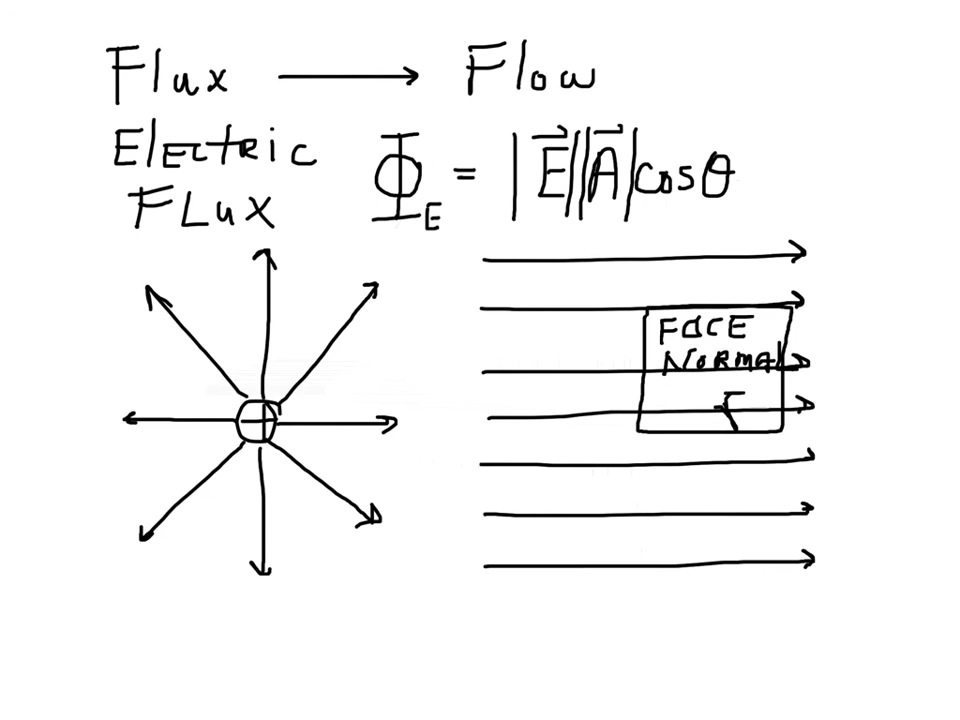 Flux ⟶ Flow
Electric Φ_E = |E⃗||A⃗|cosθ
FLux
FACE
NORMAL